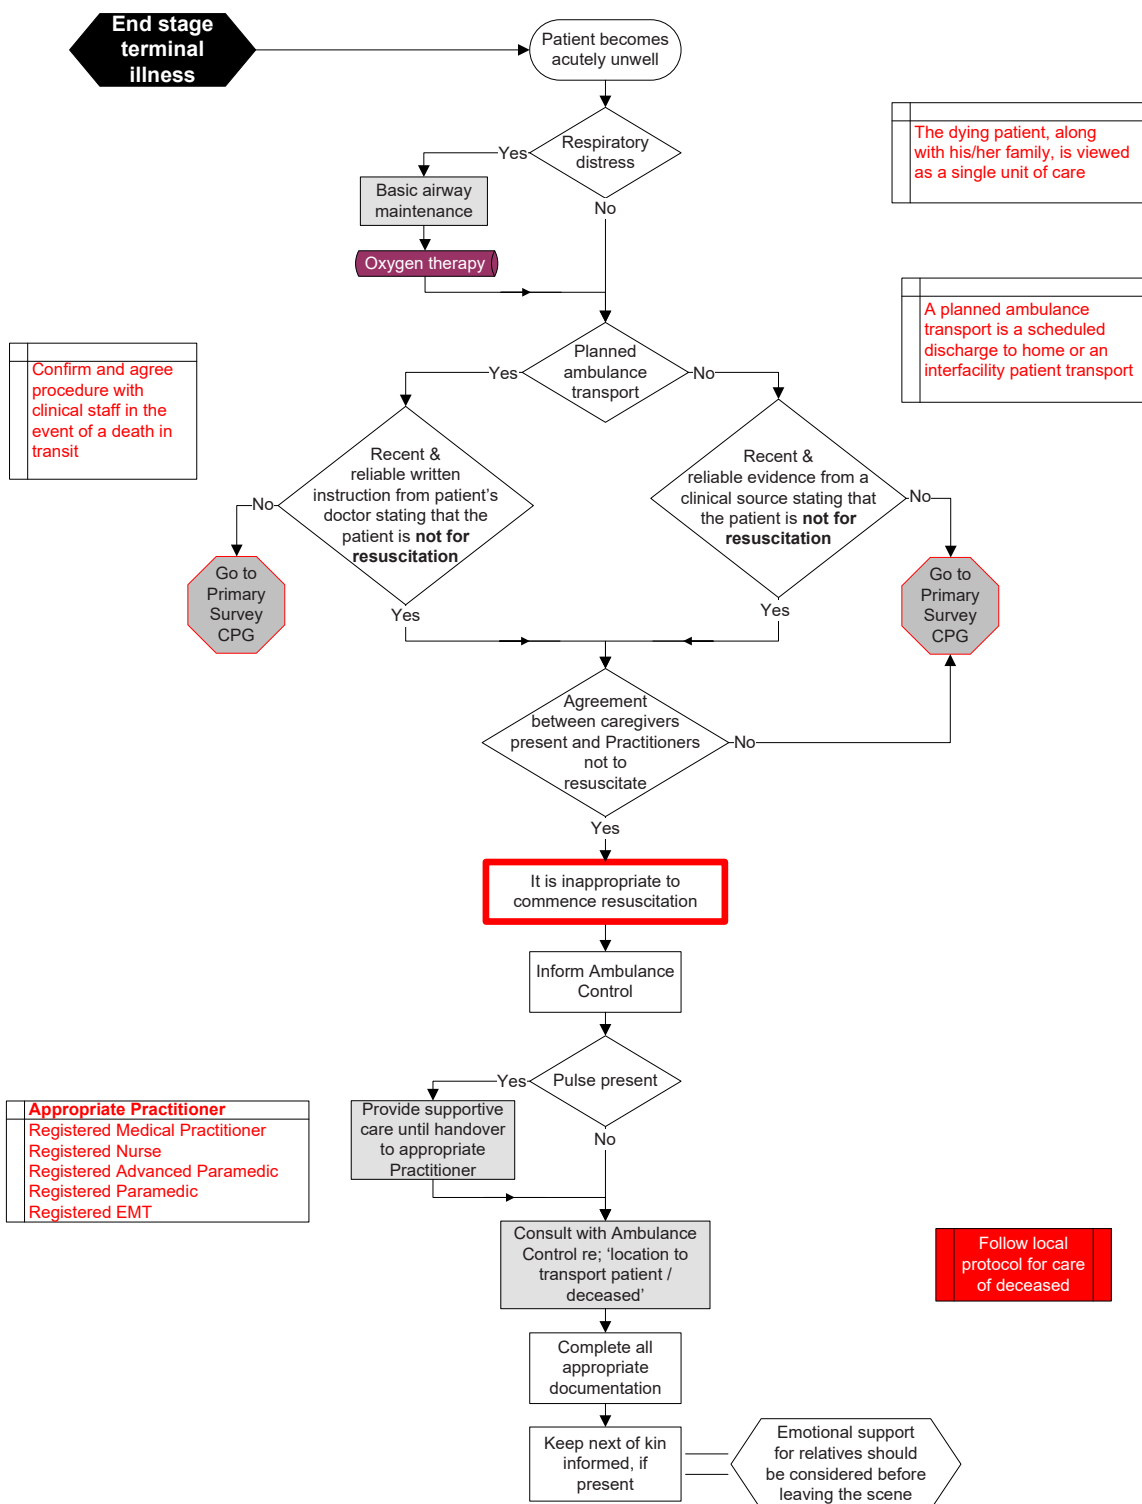 End stage
terminal
illness
Patient becomes
acutely unwell
Respiratory
distress
Yes
No
Basic airway
maintenance
Oxygen therapy
The dying patient, along
with his/her family, is viewed
as a single unit of care
A planned ambulance
transport is a scheduled
discharge to home or an
interfacility patient transport
Confirm and agree
procedure with
clinical staff in the
event of a death in
transit
Planned
ambulance
transport
Yes
No
Recent &
reliable written
instruction from patient’s
doctor stating that the
patient is not for
resuscitation
No
Yes
Recent &
reliable evidence from a
clinical source stating that
the patient is not for
resuscitation
No
Yes
Go to
Primary
Survey
CPG
Go to
Primary
Survey
CPG
Agreement
between caregivers
present and Practitioners
not to
resuscitate
No
Yes
It is inappropriate to
commence resuscitation
Inform Ambulance
Control
Pulse present
Yes
No
Provide supportive
care until handover
to appropriate
Practitioner
Appropriate Practitioner
Registered Medical Practitioner
Registered Nurse
Registered Advanced Paramedic
Registered Paramedic
Registered EMT
Consult with Ambulance
Control re; ‘location to
transport patient /
deceased’
Follow local
protocol for care
of deceased
Complete all
appropriate
documentation
Keep next of kin
informed, if
present
Emotional support
for relatives should
be considered before
leaving the scene